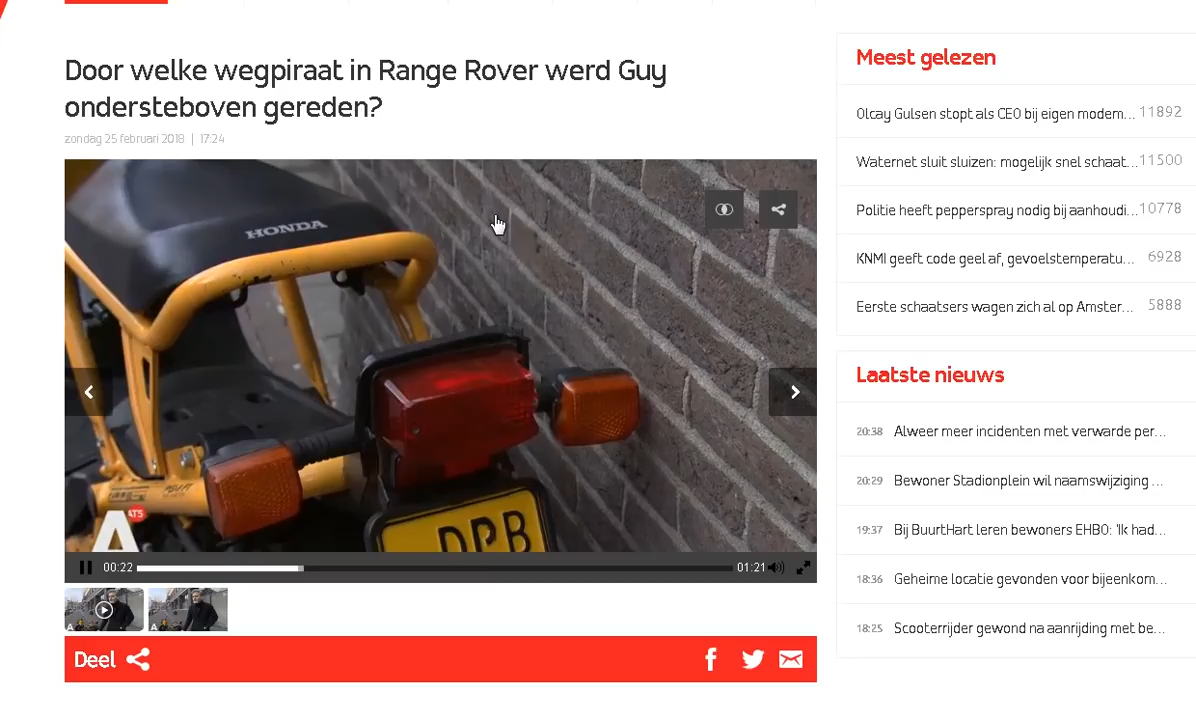 Door welke wegpiraat in Range Rover werd Guy
ondersteboven gereden?
zondag 25 februari 2018 | 17:24
HONDA
DPB
AT5
A
00:22
01:21
A
A
Deel
Meest gelezen
Olcay Gulsen stopt als CEO bij eigen modem... 11892
Waternet sluit sluizen: mogelijk snel schaat... 11500
Politie heeft pepperspray nodig bij aanhoudi... 10778
KNMI geeft code geel af, gevoelstemperatu... 6928
Eerste schaatsers wagen zich al op Amster... 5888
Laatste nieuws
20:38 Alweer meer incidenten met verwarde per...
20:29 Bewoner Stadionplein wil naamswijziging ...
19:37 Bij BuurtHart leren bewoners EHBO: 'Ik had...
18:36 Geheime locatie gevonden voor bijeenkom...
18:25 Scooterrijder gewond na aanrijding met be...